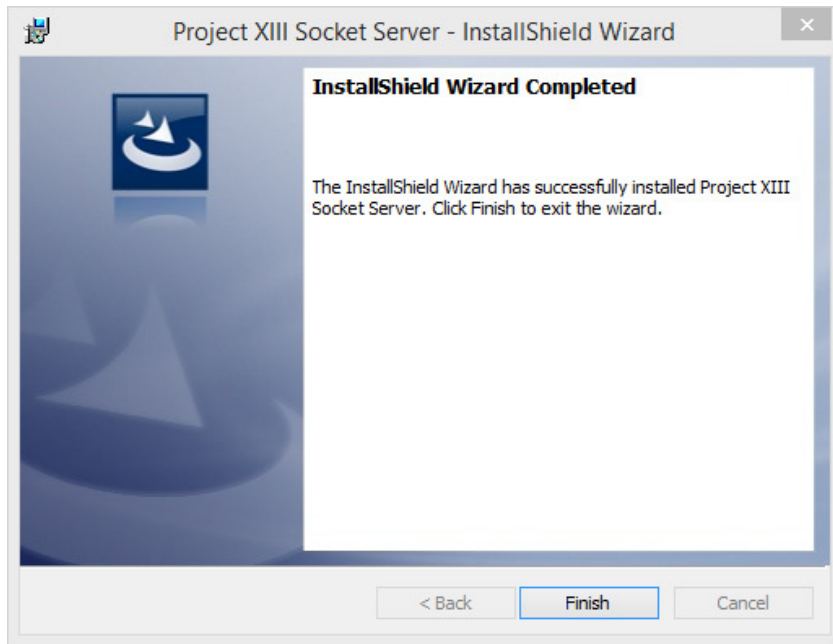 Project XIII Socket Server - InstallShield Wizard
InstallShield Wizard Completed
The InstallShield Wizard has successfully installed Project XIII
Socket Server. Click Finish to exit the wizard.
< Back
Finish
Cancel